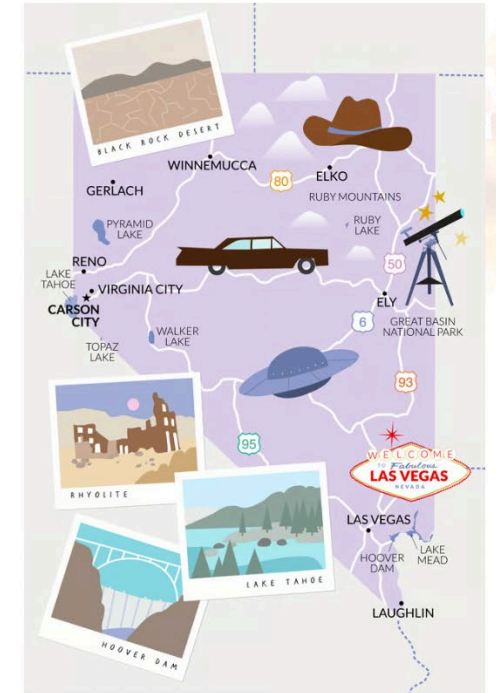 BLACK ROCK DESERT
WINNEMUCCA
80
ELKO
GERLACH
RUBY MOUNTAINS
PYRAMID
LAKE
RUBY
LAKE
RENO
50
LAKE
TAHOE
VIRGINIA CITY
ELY
CARSON
CITY
6
GREAT BASIN
NATIONAL PARK
WALKER
LAKE
TOPAZ
LAKE
93
95
RHYOLITE
WELCOME
TO Fabulous
LAS VEGAS
NEVADA
LAS VEGAS
HOOVER
DAM
LAKE
MEAD
LAKE TAHOE
LAUGHLIN
HOOVER DAM